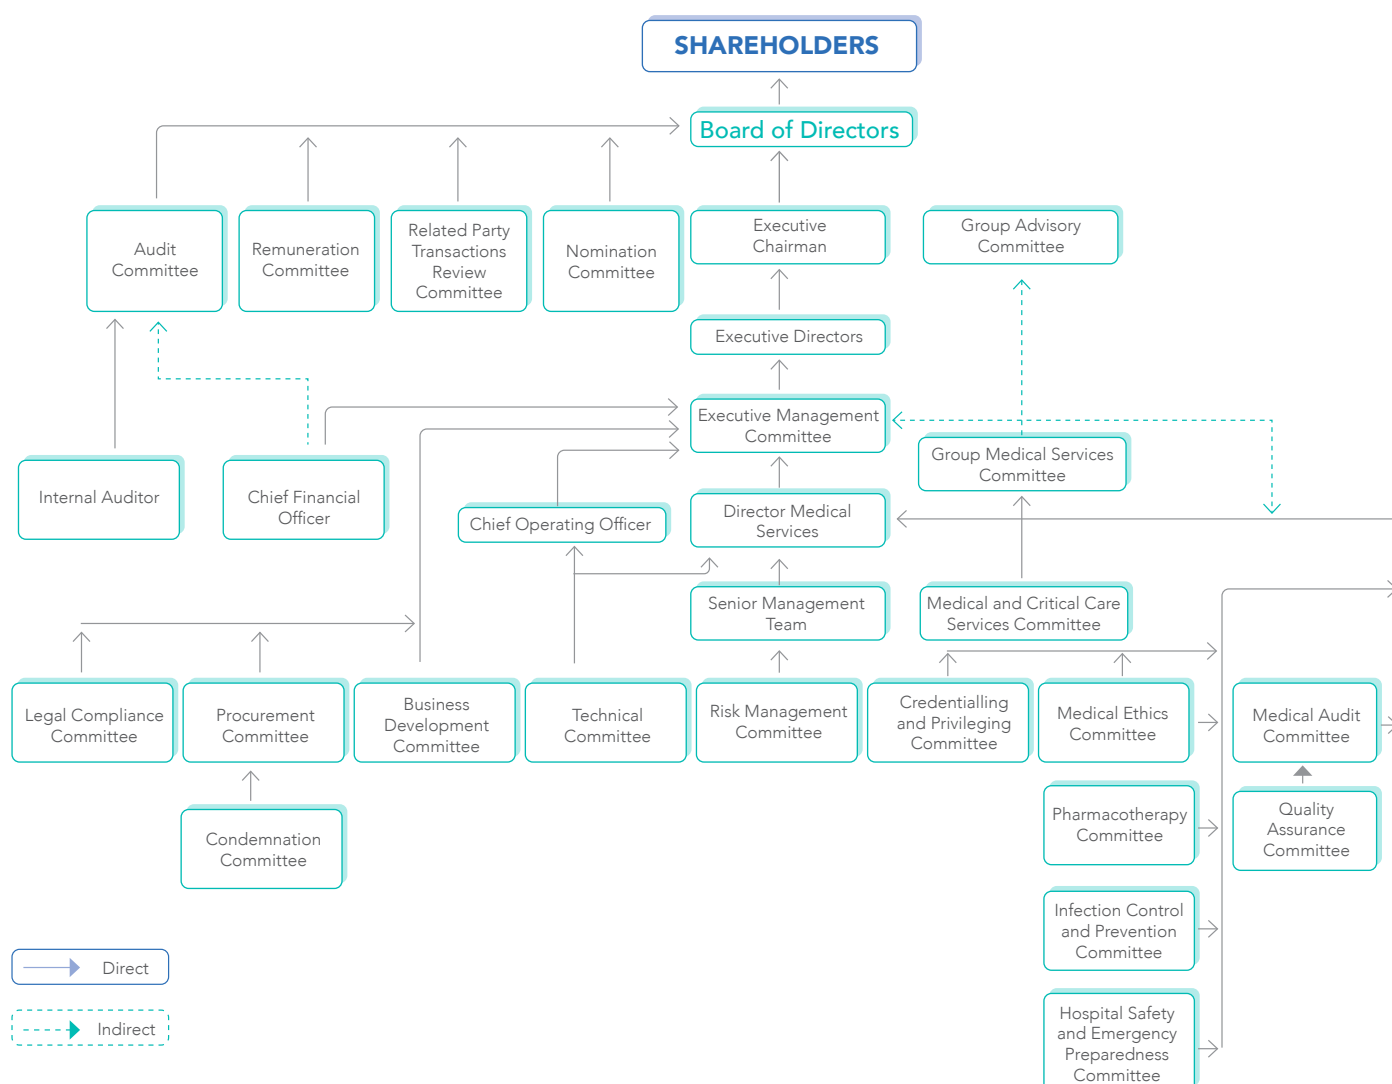 SHAREHOLDERS
Board of Directors
Audit
Committee
Remuneration
Committee
Related Party
Transactions
Review
Committee
Nomination
Committee
Executive
Chairman
Group Advisory
Committee
Executive Directors
Executive Management
Committee
Internal Auditor
Chief Financial
Officer
Chief Operating Officer
Director Medical
Services
Group Medical Services
Committee
Senior Management
Team
Medical and Critical Care
Services Committee
Legal Compliance
Committee
Procurement
Committee
Business
Development
Committee
Technical
Committee
Risk Management
Committee
Credentialling
and Privileging
Committee
Medical Ethics
Committee
Medical Audit
Committee
Condemnation
Committee
Pharmacotherapy
Committee
Quality
Assurance
Committee
Infection Control
and Prevention
Committee
Hospital Safety
and Emergency
Preparedness
Committee
Direct
Indirect